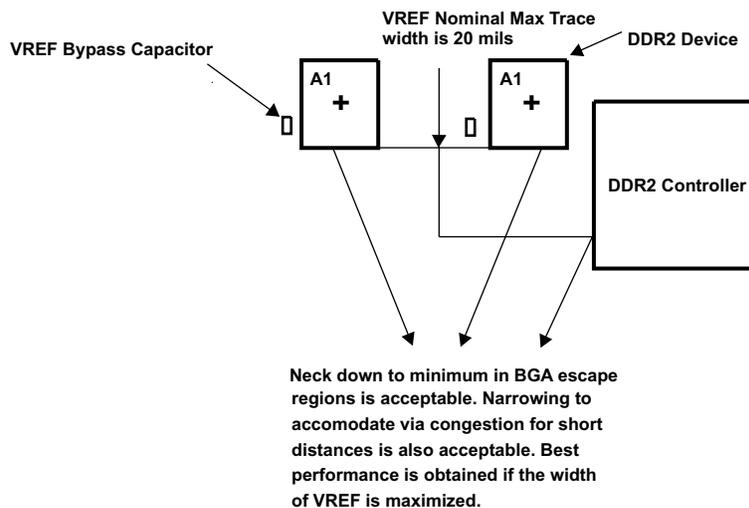 VREF Nominal Max Trace
width is 20 mils
VREF Bypass Capacitor
DDR2 Device
A1
+
A1
+
DDR2 Controller
Neck down to minimum in BGA escape
regions is acceptable. Narrowing to
accomodate via congestion for short
distances is also acceptable. Best
performance is obtained if the width
of VREF is maximized.